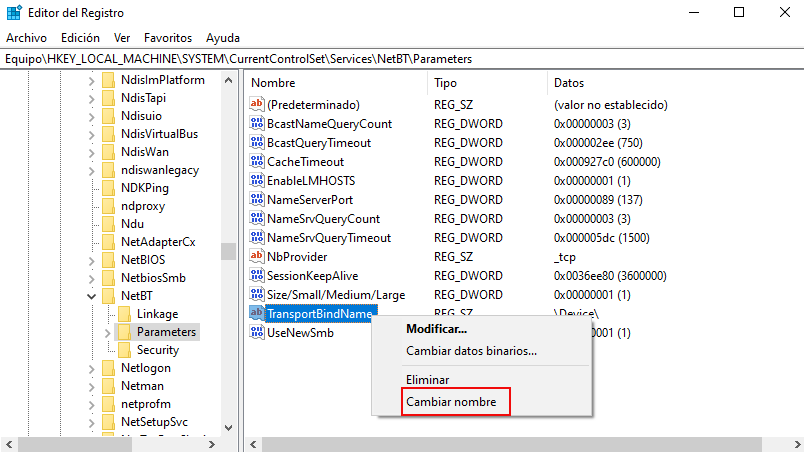 Editor del Registro
Archivo Edición Ver Favoritos Ayuda
Equipo\HKEY_LOCAL_MACHINE\SYSTEM\CurrentControlSet\Services\NetBT\Parameters
NdisImPlatform
NdisTapi
Ndisuio
NdisVirtualBus
NdisWan
ndiswanlegacy
NDKPing
ndproxy
Ndu
NetAdapterCx
NetBIOS
NetbiosSmb
NetBT
Linkage
Parameters
Security
Netlogon
Netman
netprofm
NetSetupSvc
Nombre Tipo Datos
(Predeterminado) REG_SZ (valor no establecido)
BcastNameQueryCount REG_DWORD 0x00000003 (3)
BcastQueryTimeout REG_DWORD 0x000002ee (750)
CacheTimeout REG_DWORD 0x000927c0 (600000)
EnableLMHOSTS REG_DWORD 0x00000001 (1)
NameServerPort REG_DWORD 0x00000089 (137)
NameSrvQueryCount REG_DWORD 0x00000003 (3)
NameSrvQueryTimeout REG_DWORD 0x000005dc (1500)
NbProvider REG_SZ _tcp
SessionKeepAlive REG_DWORD 0x0036ee80 (3600000)
Size/Small/Medium/Large REG_DWORD 0x00000001 (1)
TransportBindName REG_SZ \Device\
UseNewSmb (1)
Modificar...
Cambiar datos binarios...
Eliminar
Cambiar nombre